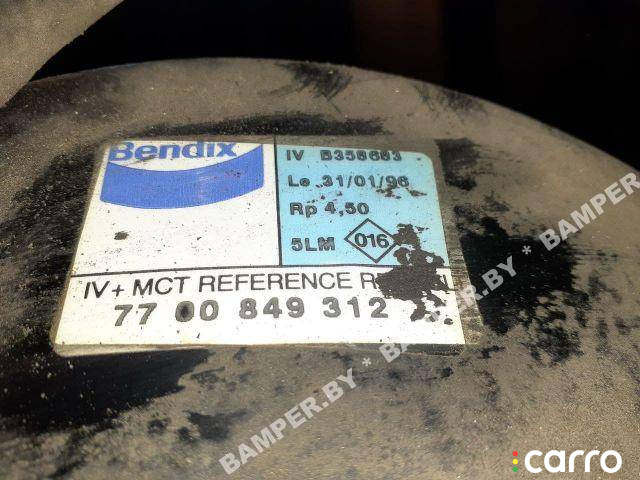 Bendix
IV B358683
Le 31/01/96
Rp 4,50
5LM 016
IV + MCT REFERENCE
77 00 849 312
BAMPER.BY * BAMPER.BY * BAMPER.BY
BAMPER.BY
carro